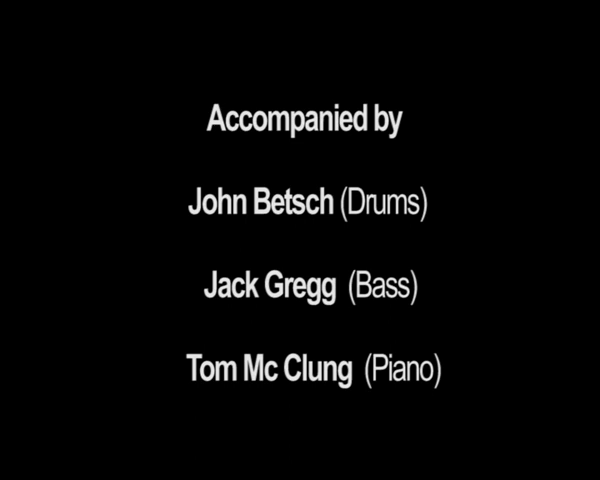 Accompanied by
John Betsch (Drums)
Jack Gregg (Bass)
Tom Mc Clung (Piano)